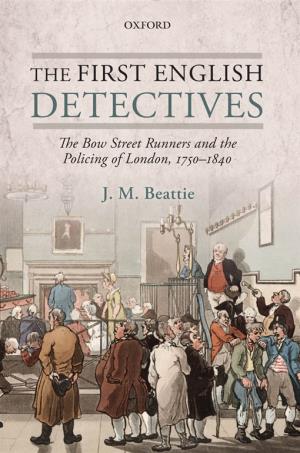 OXFORD
THE FIRST ENGLISH
DETECTIVES
The Bow Street Runners and the
Policing of London, 1750–1840
J. M. Beattie